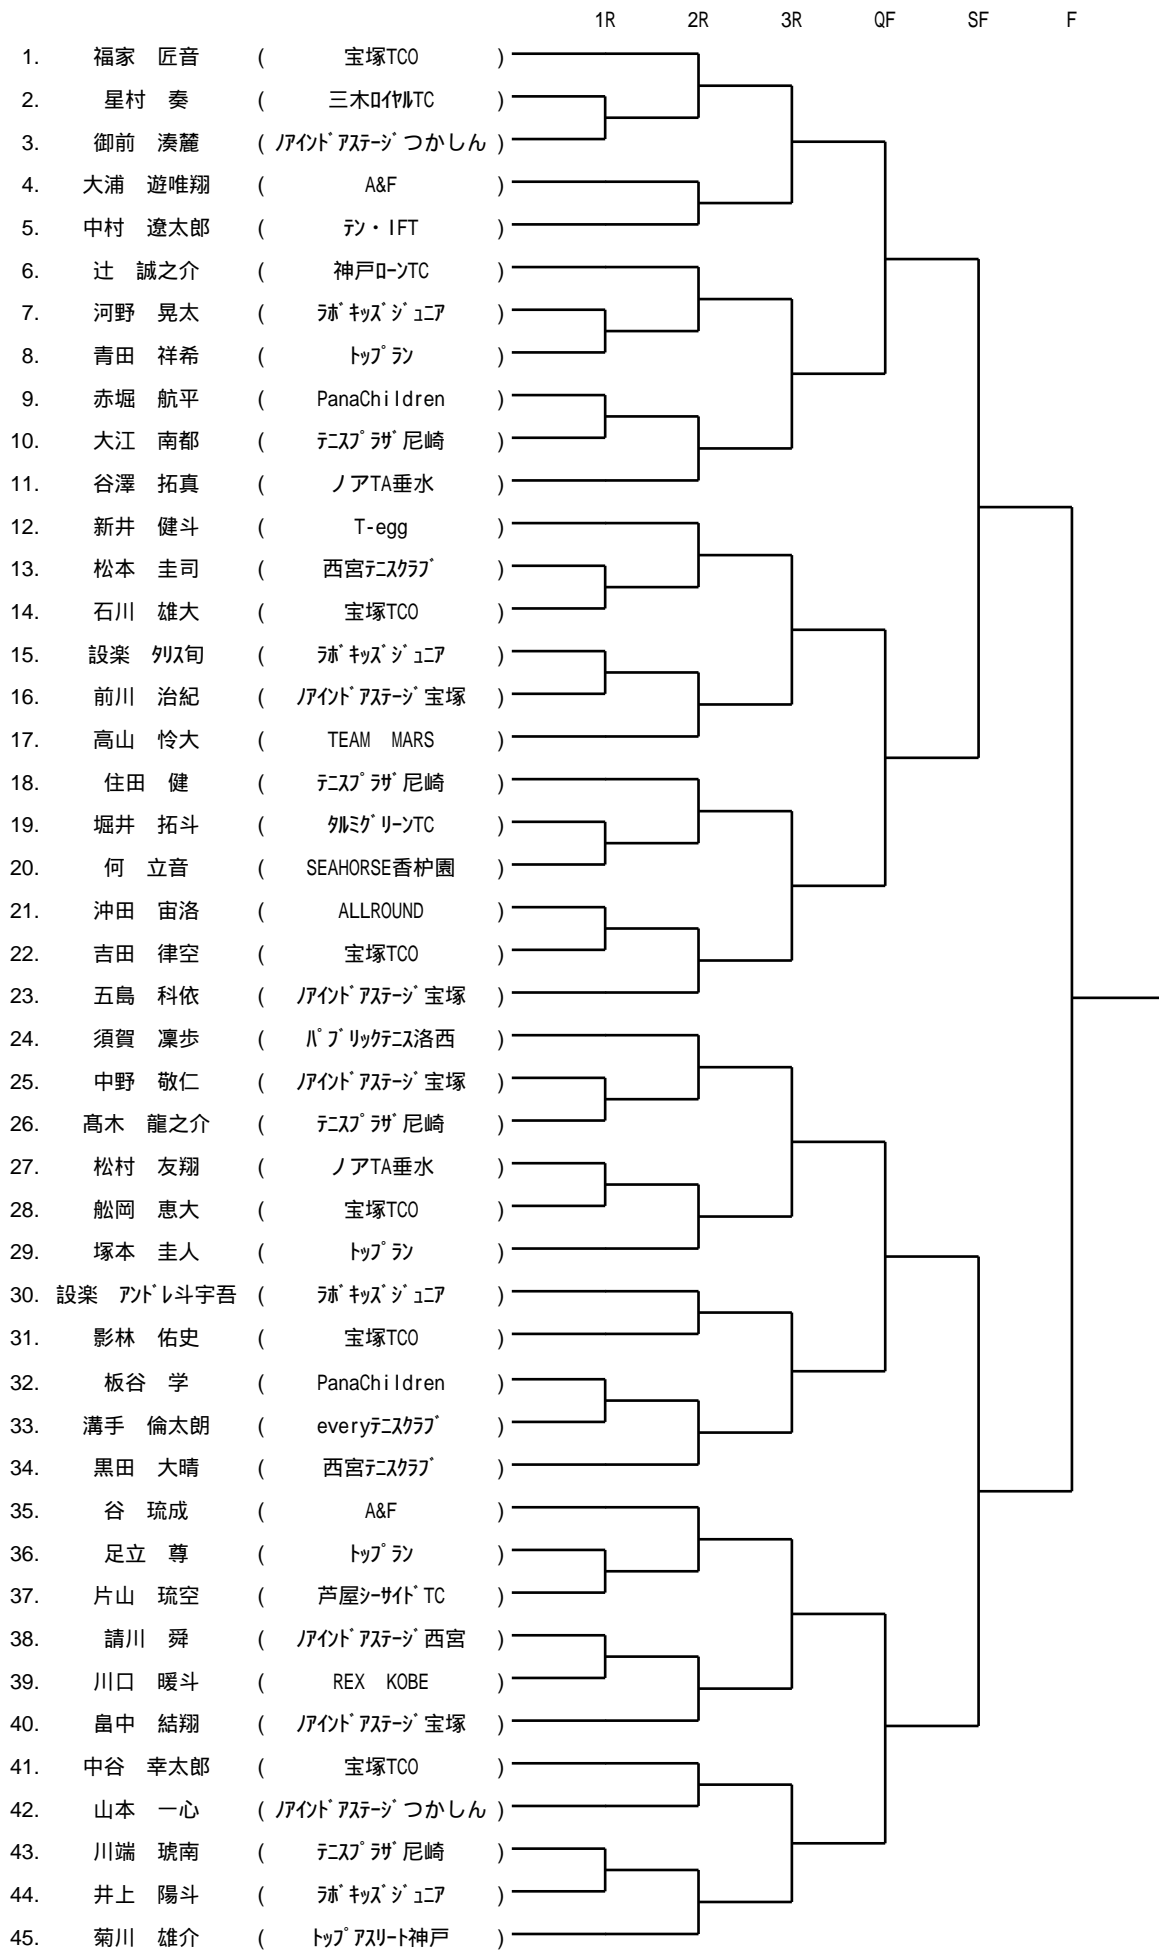 1R 2R 3R QF SF F
1. 福家 匠音 ( 宝塚TCO )
2. 星村 奏 ( 三木ﾛｲﾔﾙTC )
3. 御前 湊麓 ( ﾉｱｲﾝﾄﾞｱｽﾃｰｼﾞつかしん )
4. 大浦 遊唯翔 ( A&F )
5. 中村 遼太郎 ( ﾃﾝ・IFT )
6. 辻 誠之介 ( 神戸ﾛｰﾝTC )
7. 河野 晃太 ( ﾗﾎﾞｷｯｽﾞｼﾞｭﾆｱ )
8. 青田 祥希 ( ﾄｯﾌﾟﾗﾝ )
9. 赤堀 航平 ( PanaChildren )
10. 大江 南都 ( ﾃﾆｽﾌﾟﾗｻﾞ尼崎 )
11. 谷澤 拓真 ( ノアTA垂水 )
12. 新井 健斗 ( T-egg )
13. 松本 圭司 ( 西宮ﾃﾆｽｸﾗﾌﾞ )
14. 石川 雄大 ( 宝塚TCO )
15. 設楽 ﾀﾘｽ旬 ( ﾗﾎﾞｷｯｽﾞｼﾞｭﾆｱ )
16. 前川 治紀 ( ﾉｱｲﾝﾄﾞｱｽﾃｰｼﾞ宝塚 )
17. 高山 怜大 ( TEAM MARS )
18. 住田 健 ( ﾃﾆｽﾌﾟﾗｻﾞ尼崎 )
19. 堀井 拓斗 ( ﾀﾙﾐｸﾞﾘｰﾝTC )
20. 何 立音 ( SEAHORSE香枦園 )
21. 沖田 宙洛 ( ALLROUND )
22. 吉田 律空 ( 宝塚TCO )
23. 五島 科依 ( ﾉｱｲﾝﾄﾞｱｽﾃｰｼﾞ宝塚 )
24. 須賀 凜歩 ( ﾊﾟﾌﾞﾘｯｸﾃﾆｽ洛西 )
25. 中野 敬仁 ( ﾉｱｲﾝﾄﾞｱｽﾃｰｼﾞ宝塚 )
26. 髙木 龍之介 ( ﾃﾆｽﾌﾟﾗｻﾞ尼崎 )
27. 松村 友翔 ( ノアTA垂水 )
28. 舩岡 恵大 ( 宝塚TCO )
29. 塚本 圭人 ( ﾄｯﾌﾟﾗﾝ )
30. 設楽 ｱﾝﾄﾞﾚ斗宇吾 ( ﾗﾎﾞｷｯｽﾞｼﾞｭﾆｱ )
31. 影林 佑史 ( 宝塚TCO )
32. 板谷 学 ( PanaChildren )
33. 溝手 倫太朗 ( everyﾃﾆｽｸﾗﾌﾞ )
34. 黒田 大晴 ( 西宮ﾃﾆｽｸﾗﾌﾞ )
35. 谷 琉成 ( A&F )
36. 足立 尊 ( ﾄｯﾌﾟﾗﾝ )
37. 片山 琉空 ( 芦屋ｼｰｻｲﾄﾞTC )
38. 請川 舜 ( ﾉｱｲﾝﾄﾞｱｽﾃｰｼﾞ西宮 )
39. 川口 暖斗 ( REX KOBE )
40. 畠中 結翔 ( ﾉｱｲﾝﾄﾞｱｽﾃｰｼﾞ宝塚 )
41. 中谷 幸太郎 ( 宝塚TCO )
42. 山本 一心 ( ﾉｱｲﾝﾄﾞｱｽﾃｰｼﾞつかしん )
43. 川端 琥南 ( ﾃﾆｽﾌﾟﾗｻﾞ尼崎 )
44. 井上 陽斗 ( ﾗﾎﾞｷｯｽﾞｼﾞｭﾆｱ )
45. 菊川 雄介 ( ﾄｯﾌﾟｱｽﾘｰﾄ神戸 )